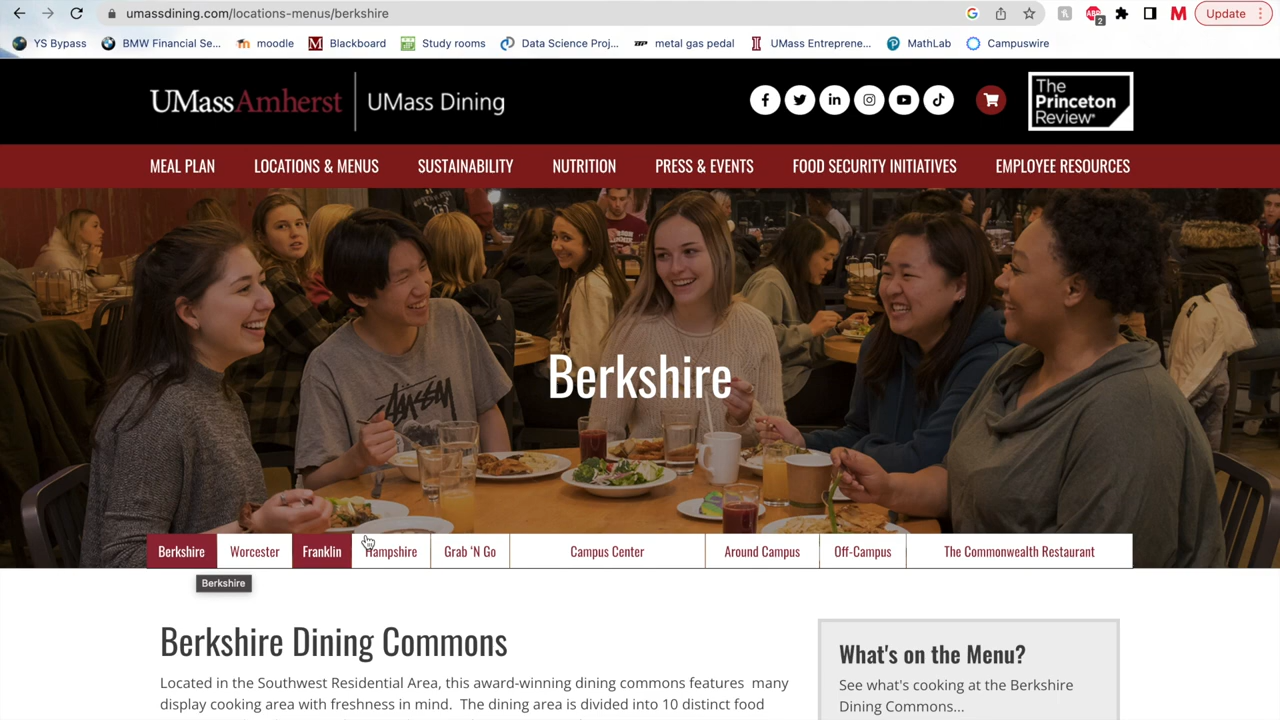 umassdining.com/locations-menus/berkshire
ABP
2
M
Update
YS Bypass
BMW Financial Se...
moodle
M
Blackboard
Study rooms
Data Science Proj...
metal gas pedal
UMass Entreprene...
MathLab
Campuswire
UMassAmherst
UMass Dining
The
Princeton
Review®
MEAL PLAN
LOCATIONS & MENUS
SUSTAINABILITY
NUTRITION
PRESS & EVENTS
FOOD SECURITY INITIATIVES
EMPLOYEE RESOURCES
STUSSY
Berkshire
Berkshire
Worcester
Franklin
Hampshire
Grab 'N Go
Campus Center
Around Campus
Off-Campus
The Commonwealth Restaurant
Berkshire
Berkshire Dining Commons
Located in the Southwest Residential Area, this award-winning dining commons features many
display cooking area with freshness in mind. The dining area is divided into 10 distinct food
What's on the Menu?
See what's cooking at the Berkshire
Dining Commons...